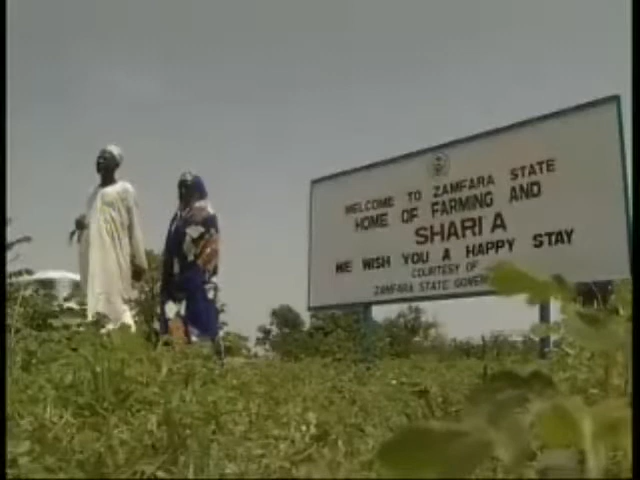 WELCOME TO ZAMFARA STATE
HOME OF FARMING AND
SHARI A
WE WISH YOU A HAPPY STAY
COURTESY OF
ZAMFARA STATE